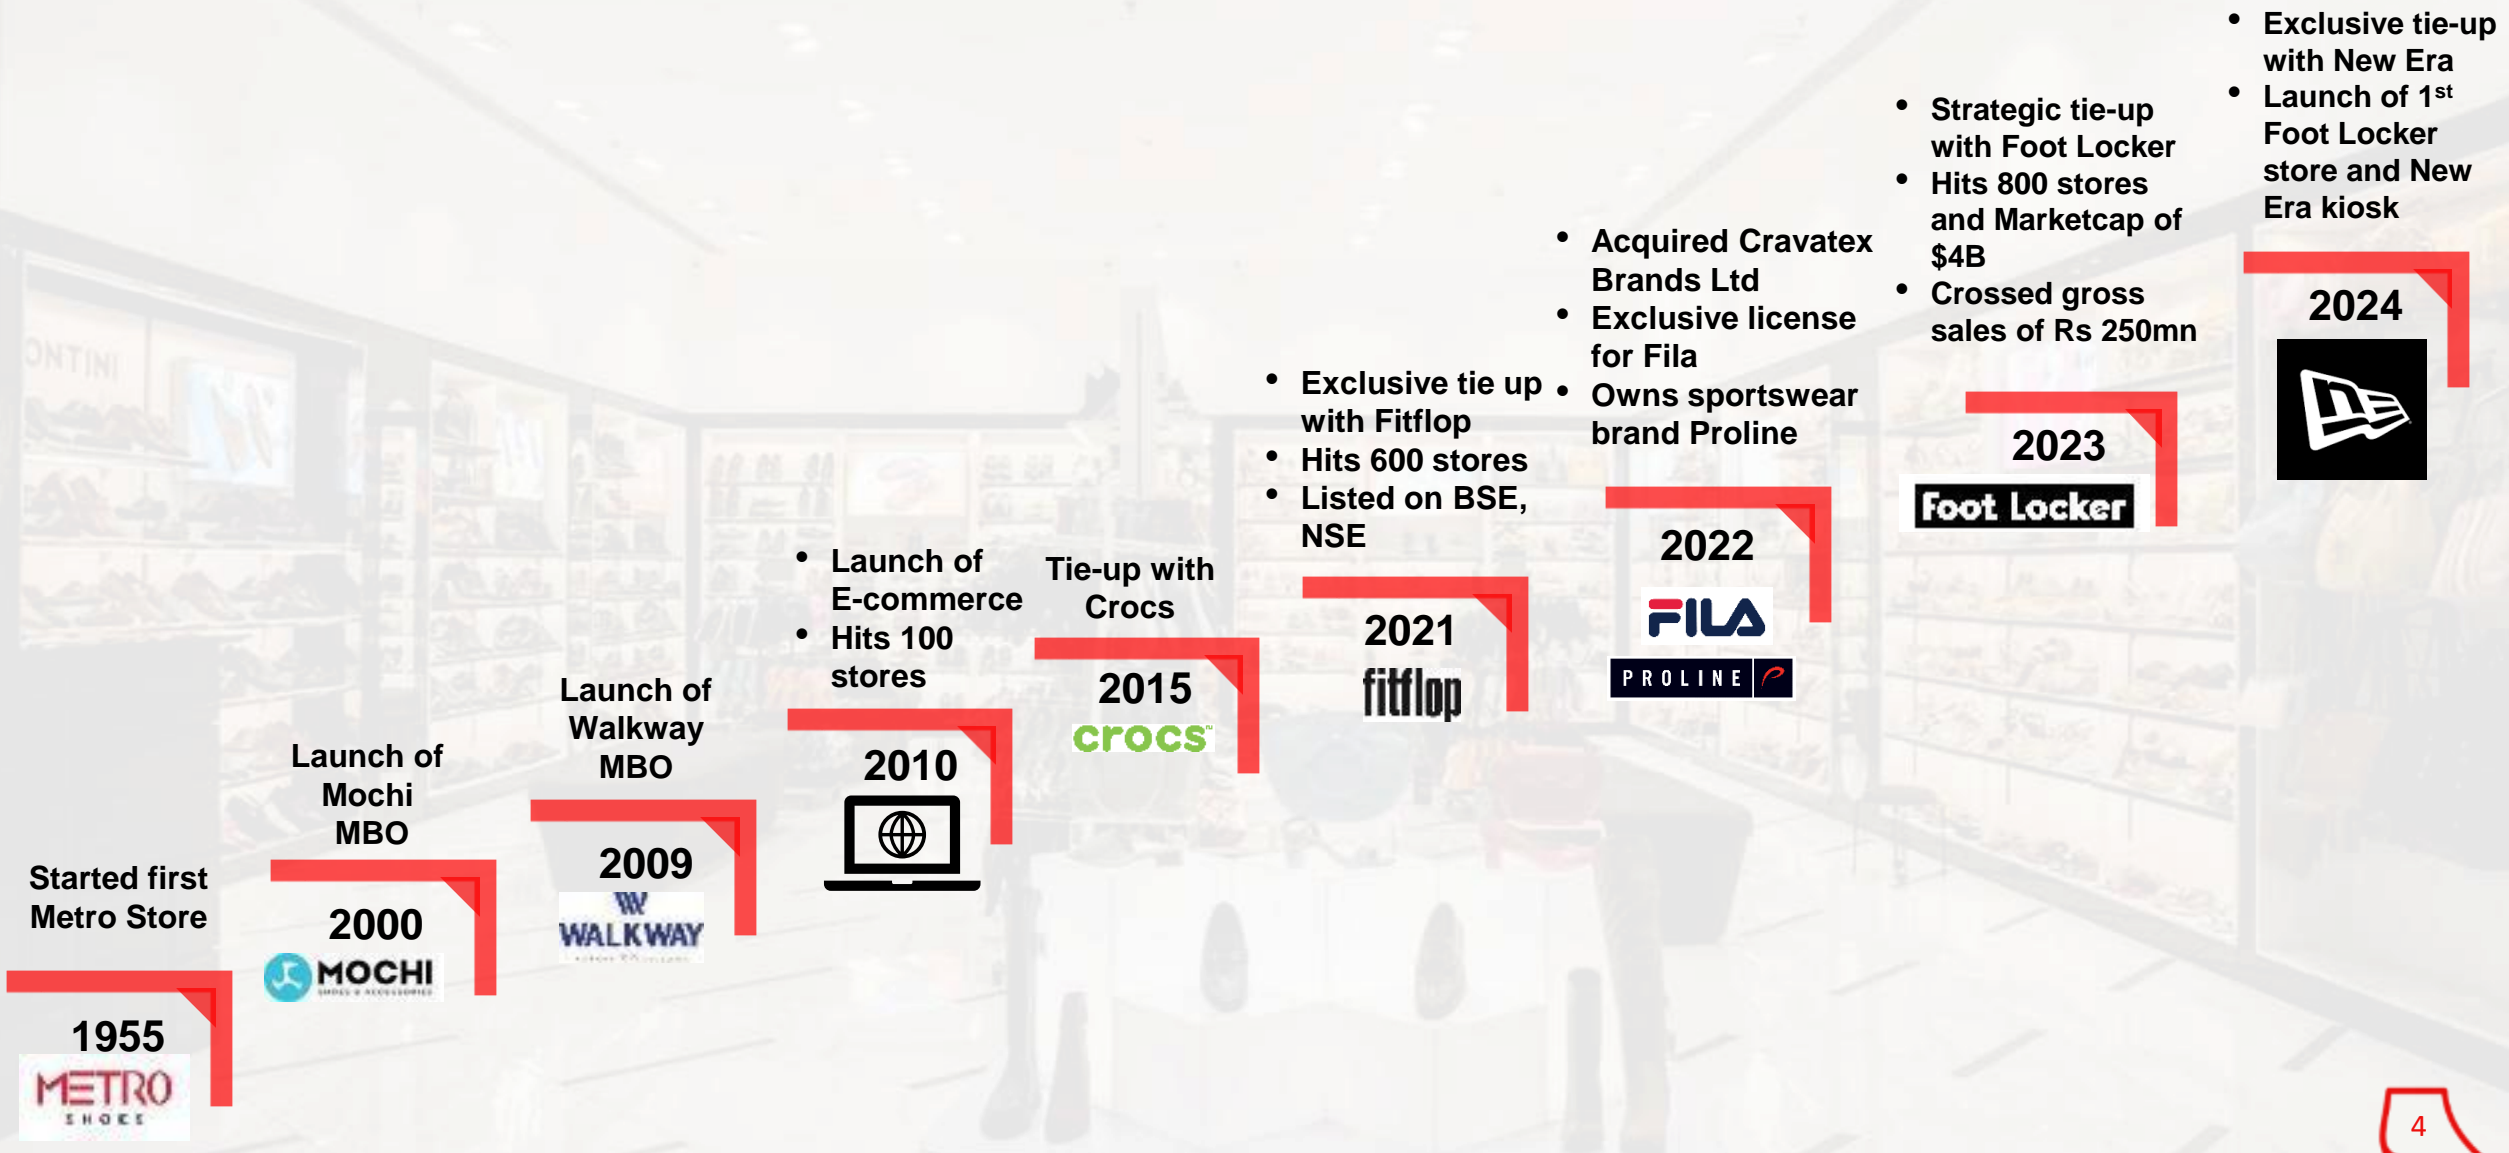 Started first
Metro Store
1955
METRO
SHOES
Launch of
Mochi
MBO
2000
MOCHI
SHOES & ACCESSORIES
Launch of
Walkway
MBO
2009
WALKWAY
• Launch of
E-commerce
• Hits 100
stores
2010
Tie-up with
Crocs
2015
crocs™
• Exclusive tie up
with Fitflop
• Hits 600 stores
• Listed on BSE,
NSE
2021
fitflop
• Acquired Cravatex
Brands Ltd
• Exclusive license
for Fila
• Owns sportswear
brand Proline
2022
FILA
PROLINE
• Strategic tie-up
with Foot Locker
• Hits 800 stores
and Marketcap of
$4B
• Crossed gross
sales of Rs 250mn
2023
Foot Locker
• Exclusive tie-up
with New Era
• Launch of 1st
Foot Locker
store and New
Era kiosk
2024
NE
ONTINI
4